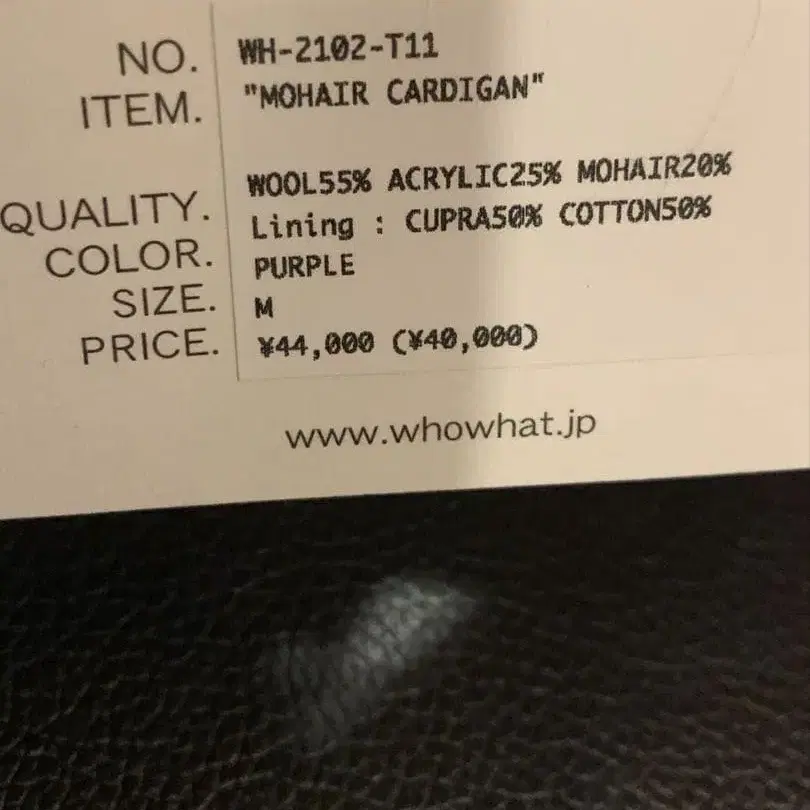 NO. WH-2102-T11
ITEM. "MOHAIR CARDIGAN"
QUALITY. WOOL55% ACRYLIC25% MOHAIR20%
Lining : CUPRA50% COTTON50%
COLOR. PURPLE
SIZE. M
PRICE. ¥44,000 (¥40,000)
www.whowhat.jp